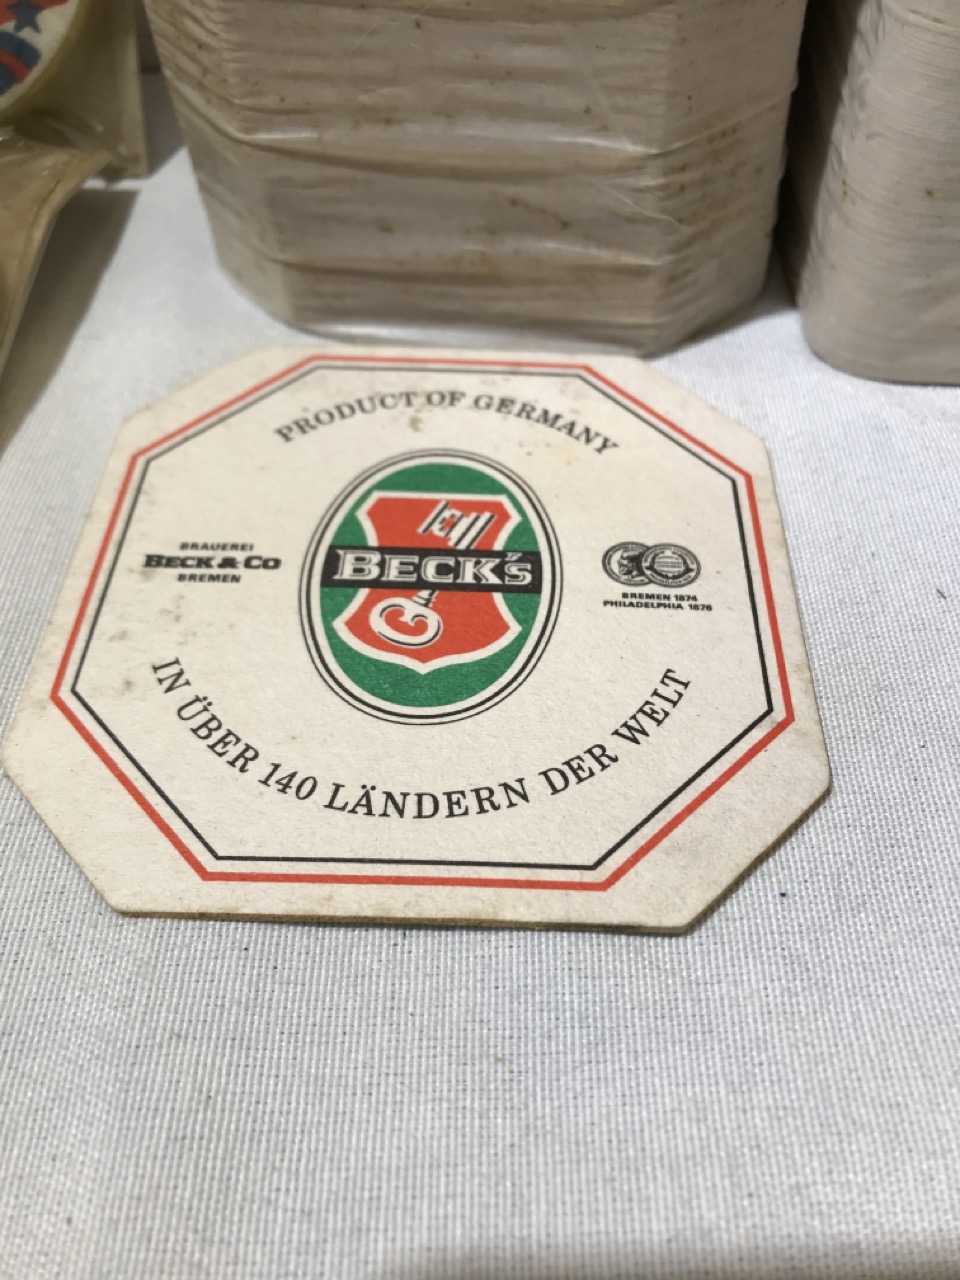 PRODUCT OF GERMANY
BRAUEREI
BECK & CO
BREMEN
BECK'S
BREMEN 1874
PHILADELPHIA 1876
IN ÜBER 140 LÄNDERN DER WELT